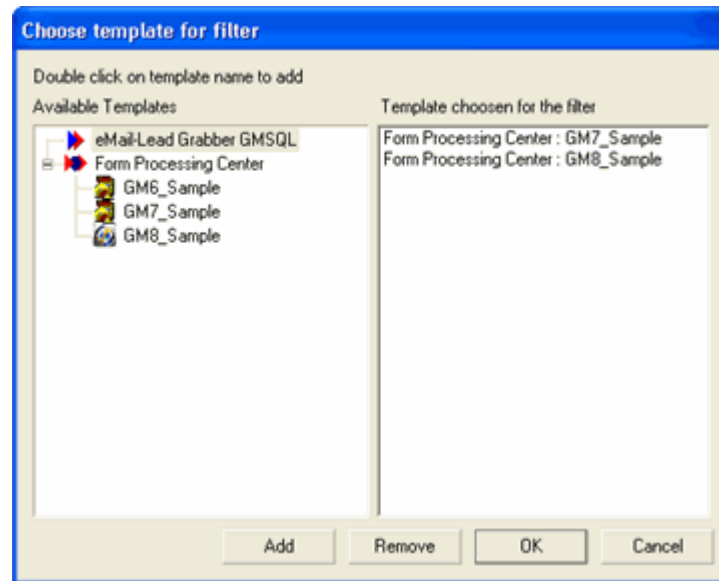 Choose template for filter
Double click on template name to add
Available Templates
Template choosen for the filter
eMail-Lead Grabber GMSQL
Form Processing Center
GM6_Sample
GM7_Sample
GM8_Sample
Form Processing Center : GM7_Sample
Form Processing Center : GM8_Sample
Add
Remove
OK
Cancel